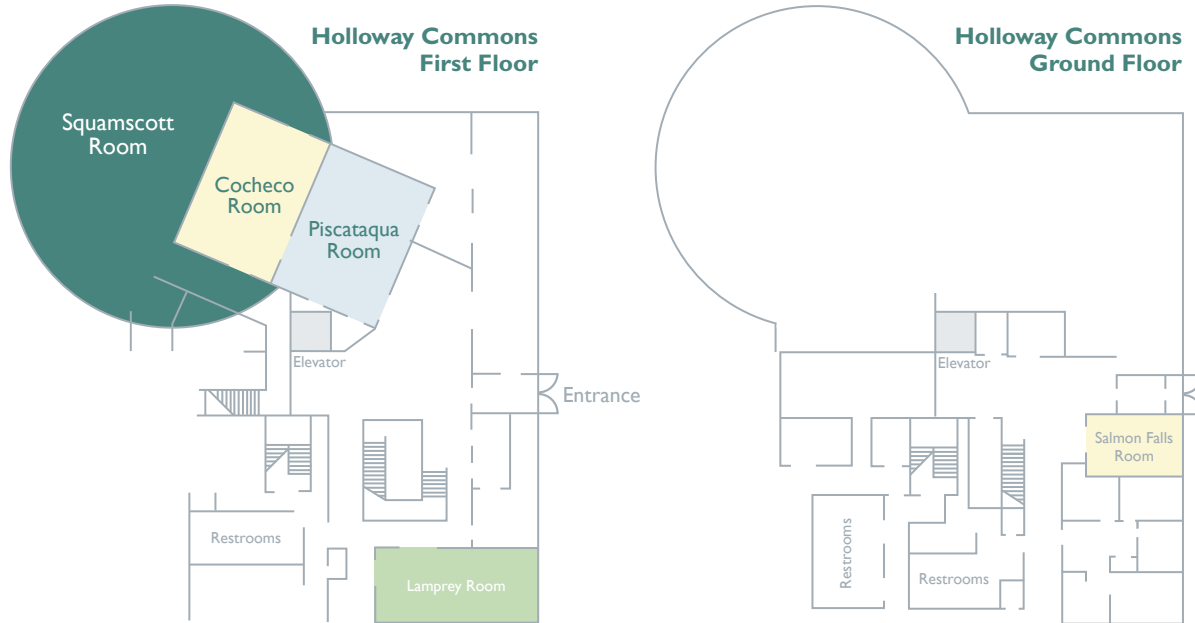 Holloway Commons
First Floor
Squamscott
Room
Cocheco
Room
Piscataqua
Room
Elevator
Entrance
Restrooms
Lamprey Room
Holloway Commons
Ground Floor
Elevator
Salmon Falls
Room
Restrooms
Restrooms